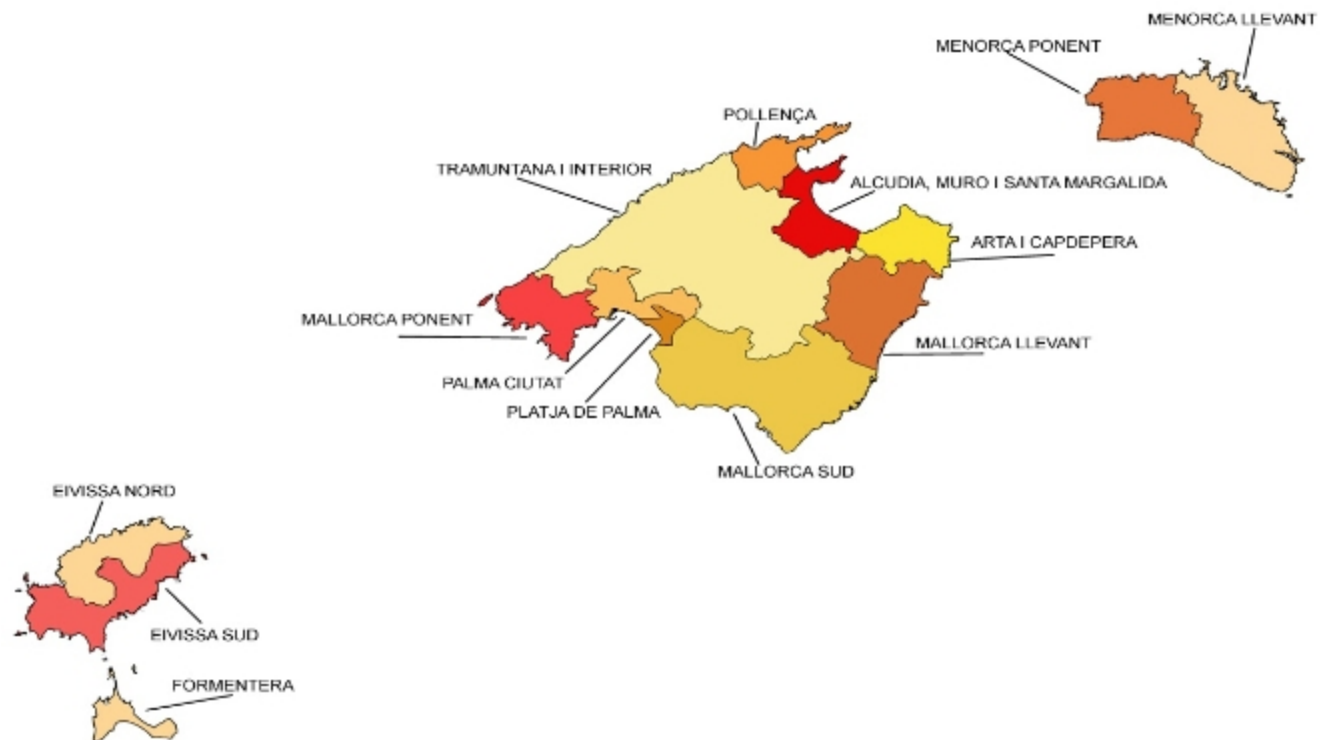 MENORCA LLEVANT
MENORCA PONENT
POLLENÇA
TRAMUNTANA I INTERIOR
ALCUDIA, MURO I SANTA MARGALIDA
ARTA I CAPDEPERA
MALLORCA PONENT
MALLORCA LLEVANT
PALMA CIUTAT
PLATJA DE PALMA
MALLORCA SUD
EIVISSA NORD
EIVISSA SUD
FORMENTERA